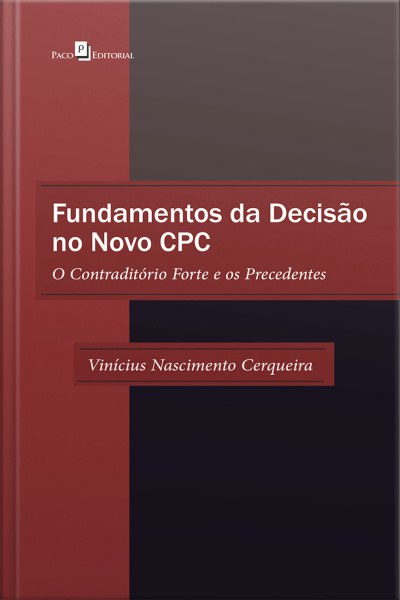 PACO P EDITORIAL
Fundamentos da Decisão
no Novo CPC
O Contraditório Forte e os Precedentes
Vinícius Nascimento Cerqueira